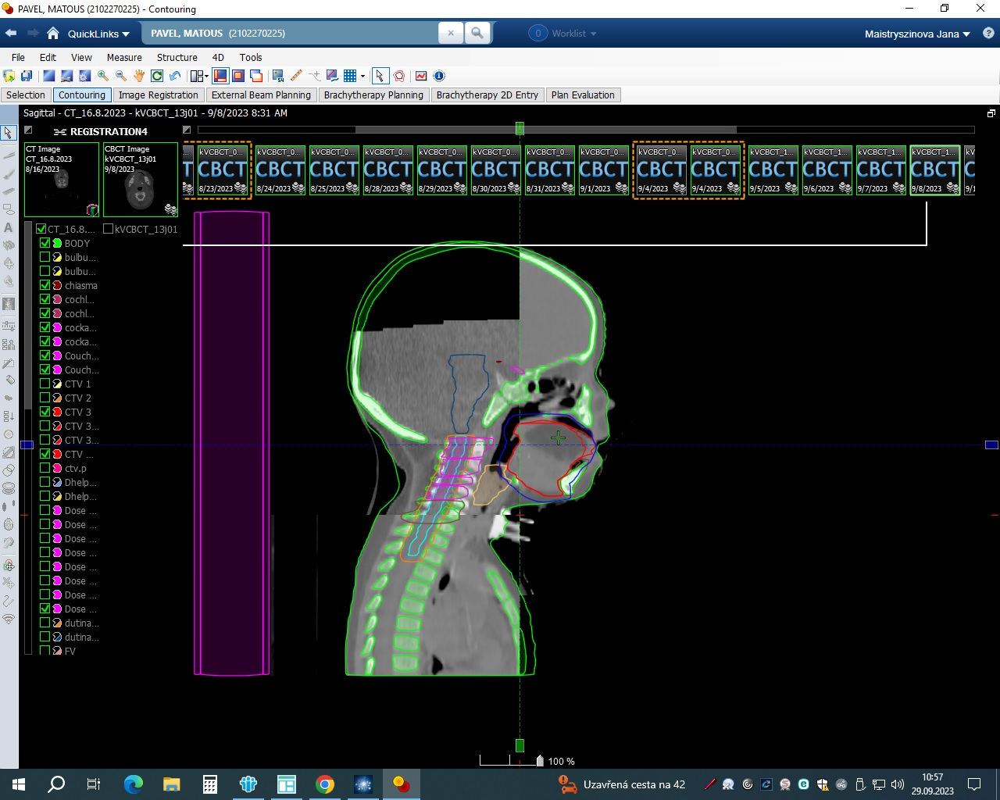 PAVEL, MATOUS (2102270225) - Contouring
QuickLinks
PAVEL, MATOUS (2102270225)
×
0 Worklist
Maistryszinova Jana
?
File Edit View Measure Structure 4D Tools
Selection Contouring Image Registration External Beam Planning Brachytherapy Planning Brachytherapy 2D Entry Plan Evaluation
Sagittal - CT_16.8.2023 - kVCBCT_13j01 - 9/8/2023 8:31 AM
REGISTRATION4
CT Image
CT_16.8.2023
8/16/2023
CBCT Image
kVCBCT_13j01
9/8/2023
kVCBCT_0...
CBCT
8/23/2023
kVCBCT_0...
CBCT
8/24/2023
kVCBCT_0...
CBCT
8/25/2023
kVCBCT_0...
CBCT
8/28/2023
kVCBCT_0...
CBCT
8/29/2023
kVCBCT_0...
CBCT
8/30/2023
kVCBCT_0...
CBCT
8/31/2023
kVCBCT_0...
CBCT
9/1/2023
kVCBCT_0...
CBCT
9/4/2023
kVCBCT_0...
CBCT
9/4/2023
kVCBCT_1...
CBCT
9/5/2023
kVCBCT_1...
CBCT
9/6/2023
kVCBCT_1...
CBCT
9/7/2023
kVCBCT_1...
CBCT
9/8/2023
CT_16.8.... kVCBCT_13j01
BODY
bulbu...
bulbu...
chiasma
cochl...
cochl...
cocka...
cocka...
Couch...
Couch...
CTV 1
CTV 2
CTV 3
CTV 3...
CTV 3...
CTV ...
ctv.p
Dhelp...
Dhelp...
Dose ...
Dose ...
Dose ...
Dose ...
Dose ...
Dose ...
Dose ...
Dose ...
dutina...
dutina...
FV
100 %
Uzavřená cesta na 42
10:57
29.09.2023